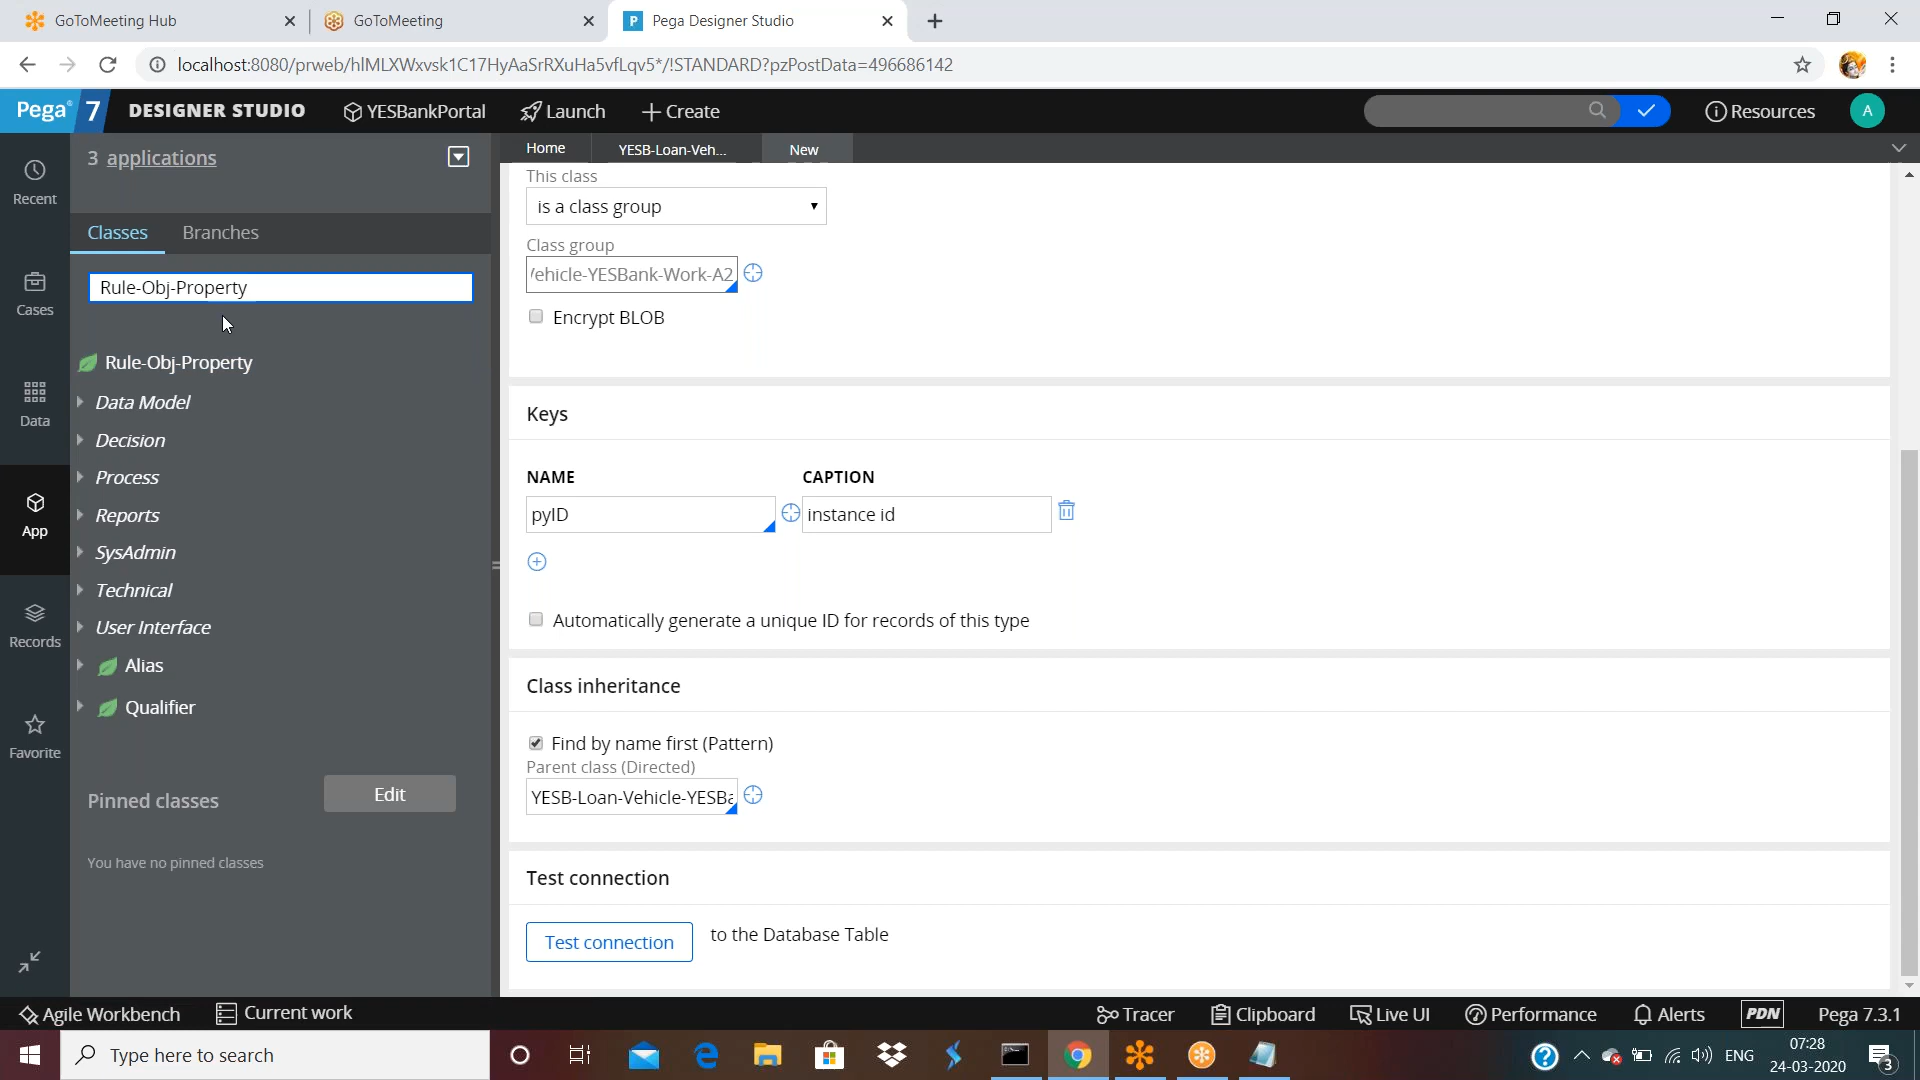 GoToMeeting Hub
GoToMeeting
P Pega Designer Studio
localhost:8080/prweb/hlMLXWxvsk1C17HyAaSrRXuHa5vfLqv5*/!STANDARD?pzPostData=496686142
Pega 7 DESIGNER STUDIO YESBankPortal Launch Create Resources A
3 applications
Home YESB-Loan-Veh... New
Recent
Cases
Data
App
Records
Favorite
Classes Branches
Rule-Obj-Property
Rule-Obj-Property
Data Model
Decision
Process
Reports
SysAdmin
Technical
User Interface
Alias
Qualifier
Pinned classes Edit
You have no pinned classes
This class
is a class group
Class group
/ehicle-YESBank-Work-A2
Encrypt BLOB
Keys
NAME CAPTION
pyID instance id
Automatically generate a unique ID for records of this type
Class inheritance
Find by name first (Pattern)
Parent class (Directed)
YESB-Loan-Vehicle-YESBa
Test connection
Test connection to the Database Table
Agile Workbench Current work Tracer Clipboard Live UI Performance Alerts PDN Pega 7.3.1
Type here to search
ENG
07:28
24-03-2020
3